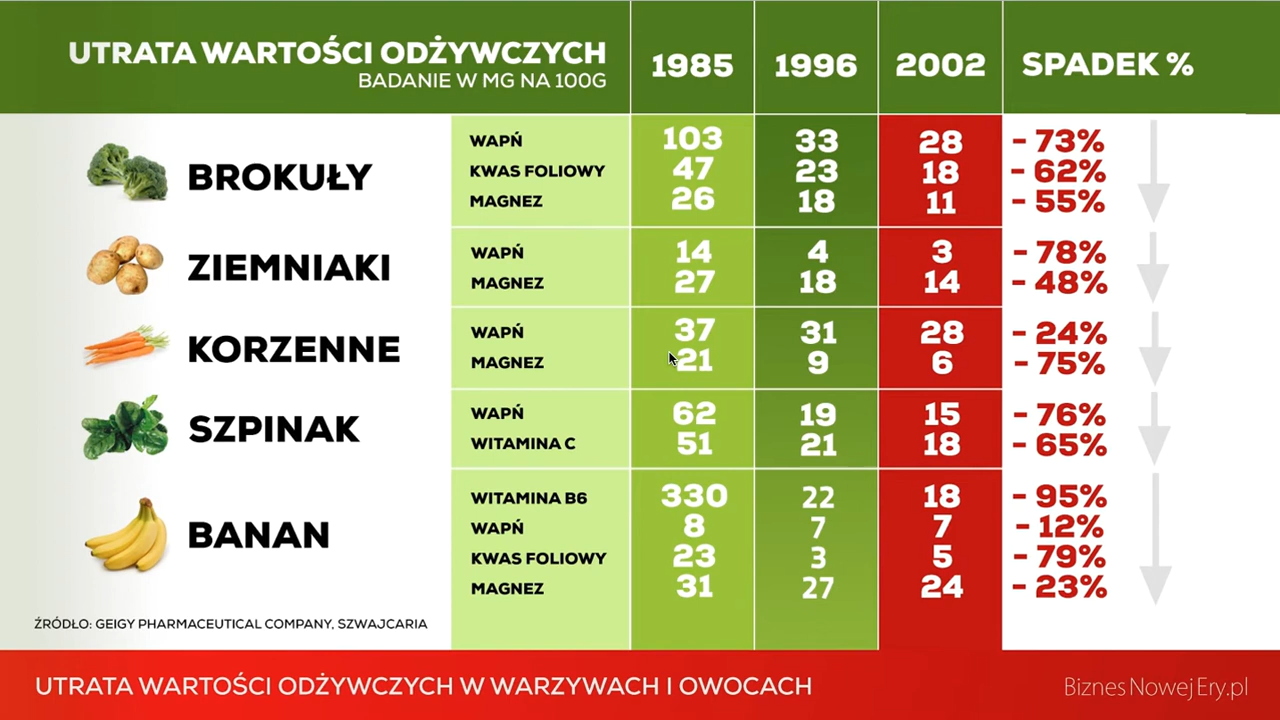 UTRATA WARTOŚCI ODŻYWCZYCH 1985 1996 2002 SPADEK %
BADANIE W MG NA 100G
BROKUŁY
WAPŃ 103 33 28 - 73%
KWAS FOLIOWY 47 23 18 - 62%
MAGNEZ 26 18 11 - 55%
ZIEMNIAKI
WAPŃ 14 4 3 - 78%
MAGNEZ 27 18 14 - 48%
KORZENNE
WAPŃ 37 31 28 - 24%
MAGNEZ 21 9 6 - 75%
SZPINAK
WAPŃ 62 19 15 - 76%
WITAMINA C 51 21 18 - 65%
BANAN
WITAMINA B6 330 22 18 - 95%
WAPŃ 8 7 7 - 12%
KWAS FOLIOWY 23 3 5 - 79%
MAGNEZ 31 27 24 - 23%
ŹRÓDŁO: GEIGY PHARMACEUTICAL COMPANY, SZWAJCARIA
UTRATA WARTOŚCI ODŻYWCZYCH W WARZYWACH I OWOCACH
BiznesNowejEry.pl